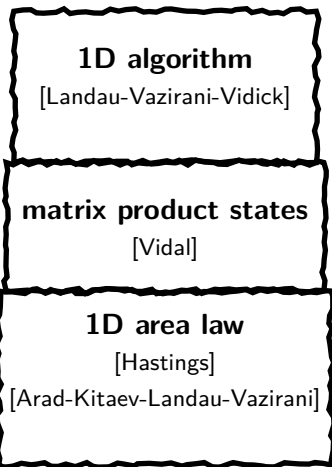 1D algorithm
[Landau-Vazirani-Vidick]
matrix product states
[Vidal]
1D area law
[Hastings]
[Arad-Kitaev-Landau-Vazirani]